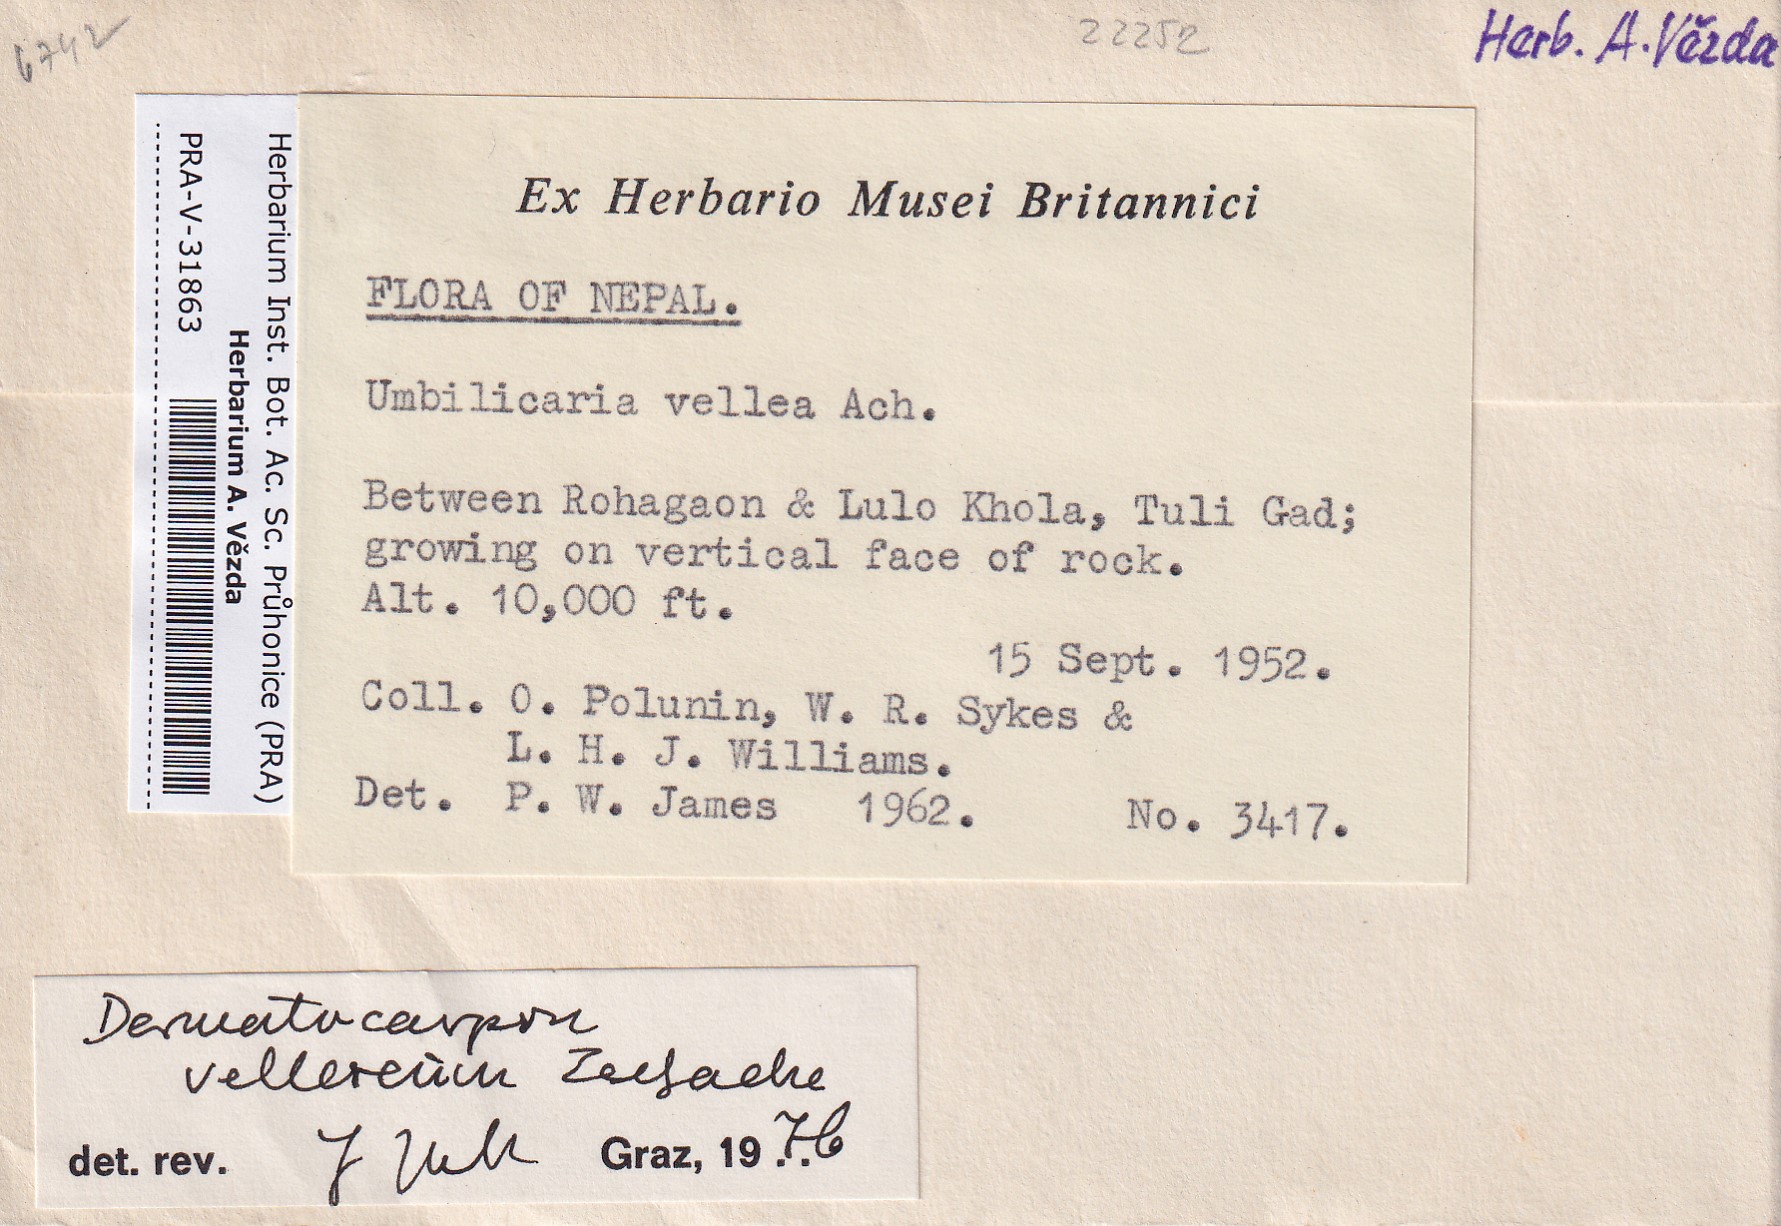 6742
22252
Herb. A. Vězda
Herbarium Inst. Bot. Ac. Sc. Průhonice (PRA)
Herbarium A. Vězda
PRA-V-31863
Ex Herbario Musei Britannici
FLORA OF NEPAL.
Umbilicaria vellea Ach.
Between Rohagaon & Lulo Khola, Tuli Gad;
growing on vertical face of rock.
Alt. 10,000 ft.
15 Sept. 1952.
Coll. O. Polunin, W. R. Sykes &
L. H. J. Williams.
Det. P. W. James 1962. No. 3417.
Dermatocarpon
vellereum Zschacke
det. rev. J Graz, 1976